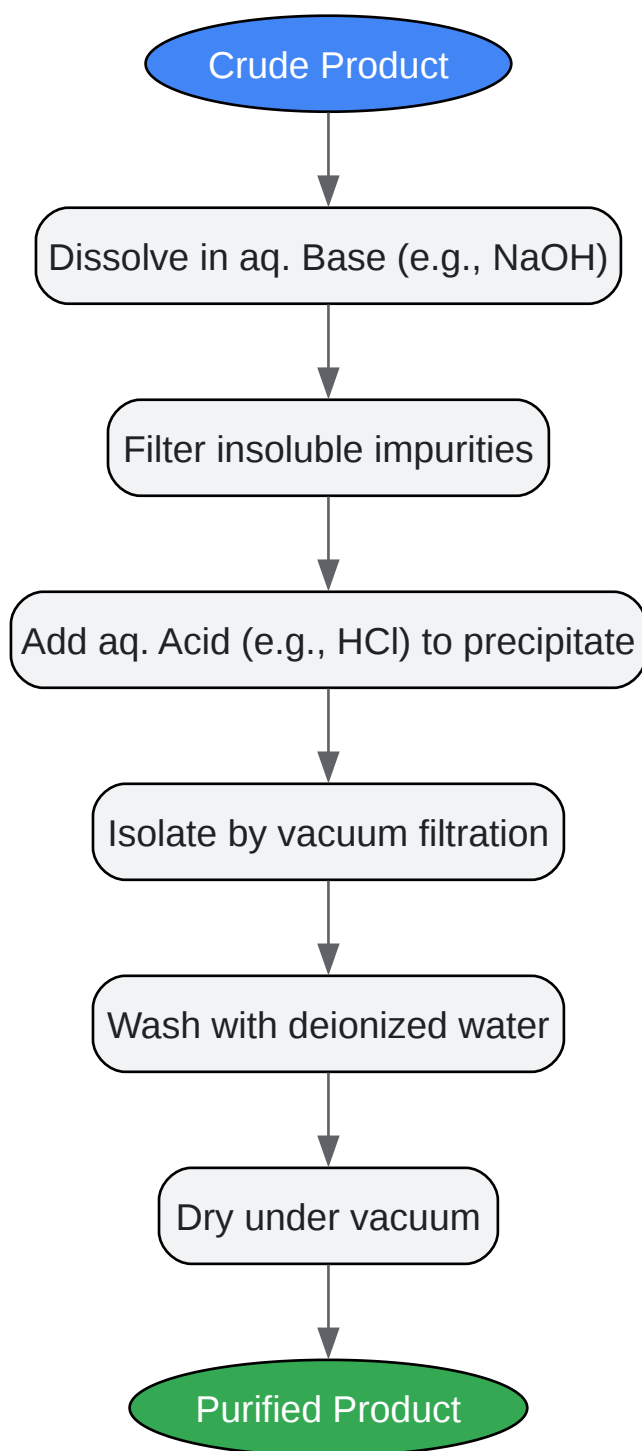 Crude Product
Dissolve in aq. Base (e.g., NaOH)
Filter insoluble impurities
Add aq. Acid (e.g., HCl) to precipitate
Isolate by vacuum filtration
Wash with deionized water
Dry under vacuum
Purified Product